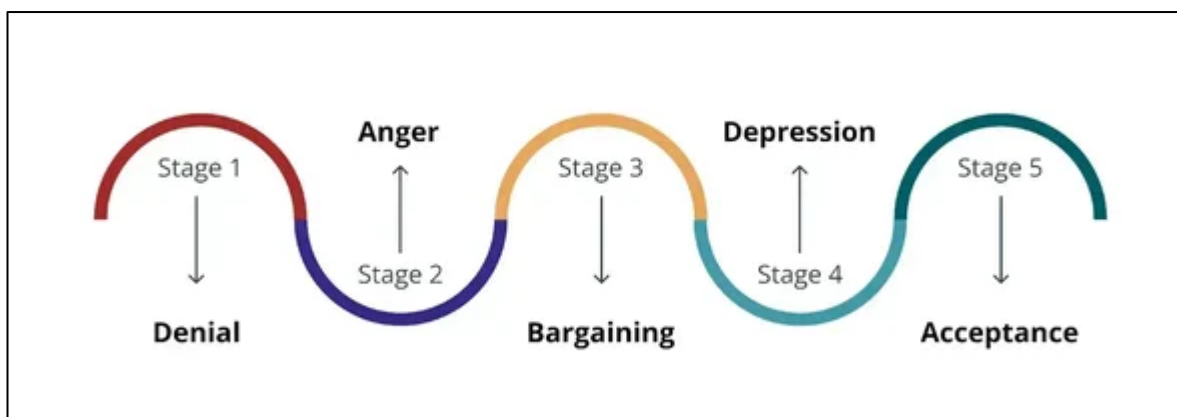 Anger
Depression
Stage 1
Stage 3
Stage 5
Stage 2
Stage 4
Denial
Bargaining
Acceptance